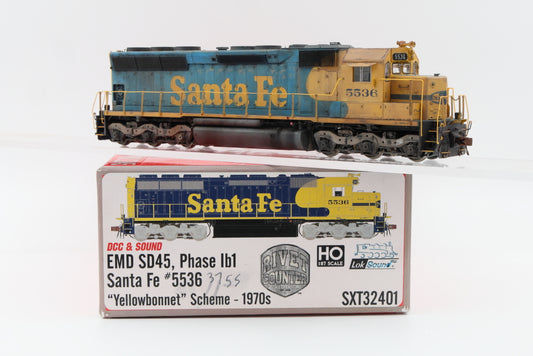 5536
Santa Fe 5536
Santa Fe 5536
DCC & SOUND
EMD SD45, Phase Ib1
Santa Fe #5536 3755
"Yellowbonnet" Scheme - 1970s
RIVET COUNTER
HO
1:87 SCALE
LokSound
SXT32401